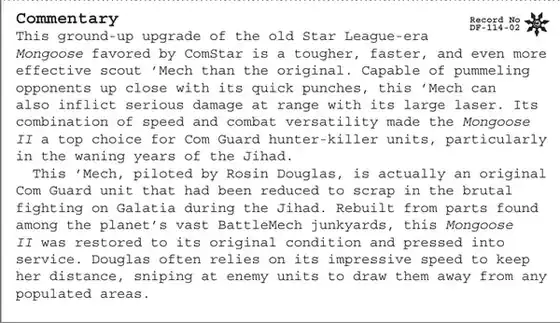 Commentary
Record No
DF-114-02
This ground-up upgrade of the old Star League-era
Mongoose favored by ComStar is a tougher, faster, and even more
effective scout ’Mech than the original. Capable of pummeling
opponents up close with its quick punches, this ’Mech can
also inflict serious damage at range with its large laser. Its
combination of speed and combat versatility made the Mongoose
II a top choice for Com Guard hunter-killer units, particularly
in the waning years of the Jihad.
This ’Mech, piloted by Rosin Douglas, is actually an original
Com Guard unit that had been reduced to scrap in the brutal
fighting on Galatia during the Jihad. Rebuilt from parts found
among the planet’s vast BattleMech junkyards, this Mongoose
II was restored to its original condition and pressed into
service. Douglas often relies on its impressive speed to keep
her distance, sniping at enemy units to draw them away from any
populated areas.